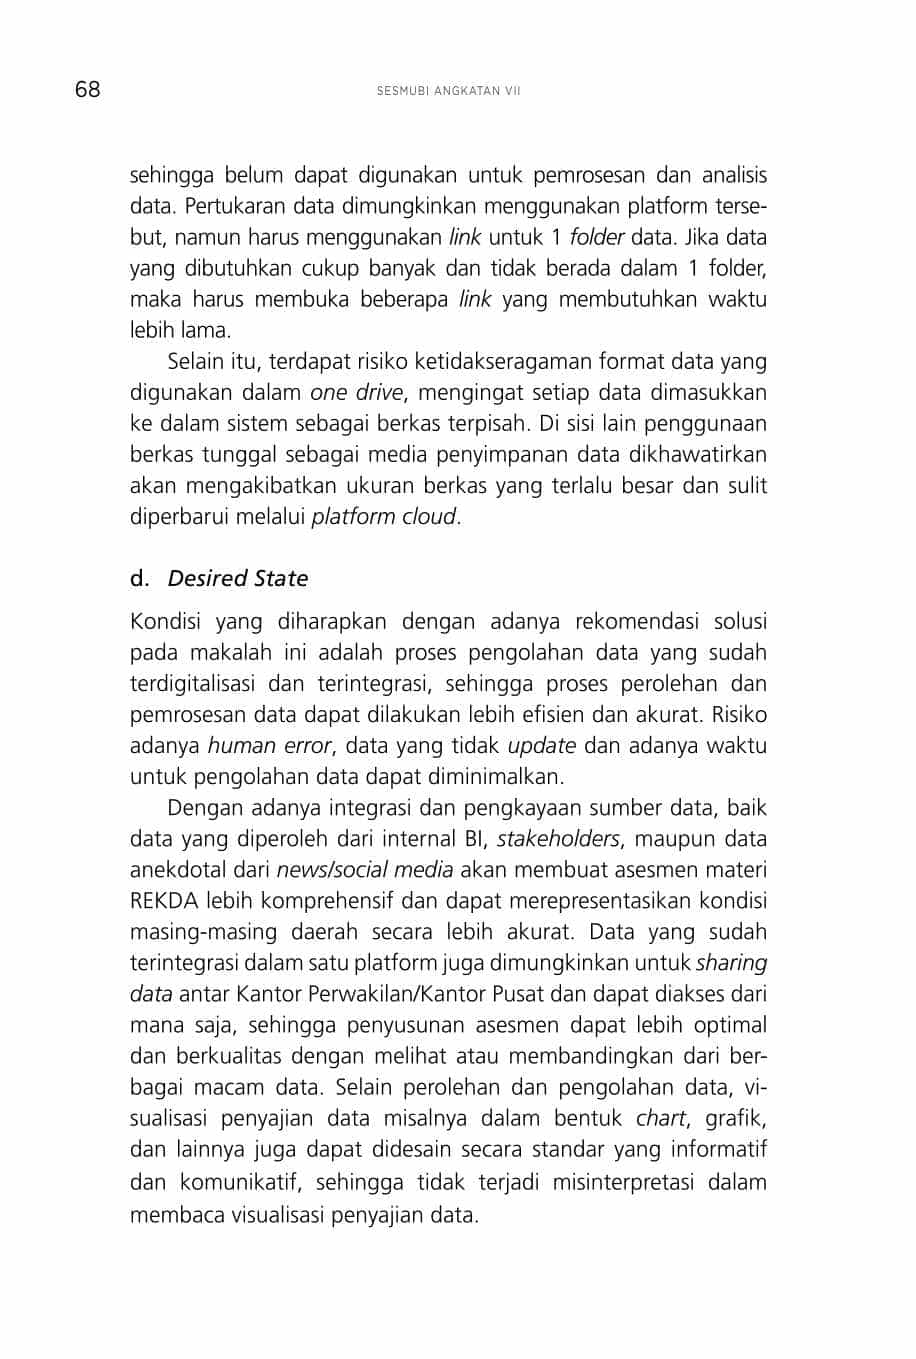 68
SESMUBI ANGKATAN VII
sehingga belum dapat digunakan untuk pemrosesan dan analisis
data. Pertukaran data dimungkinkan menggunakan platform terse-
but, namun harus menggunakan link untuk 1 folder data. Jika data
yang dibutuhkan cukup banyak dan tidak berada dalam 1 folder,
maka harus membuka beberapa link yang membutuhkan waktu
lebih lama.
Selain itu, terdapat risiko ketidakseragaman format data yang
digunakan dalam one drive, mengingat setiap data dimasukkan
ke dalam sistem sebagai berkas terpisah. Di sisi lain penggunaan
berkas tunggal sebagai media penyimpanan data dikhawatirkan
akan mengakibatkan ukuran berkas yang terlalu besar dan sulit
diperbarui melalui platform cloud.
d. Desired State
Kondisi yang diharapkan dengan adanya rekomendasi solusi
pada makalah ini adalah proses pengolahan data yang sudah
terdigitalisasi dan terintegrasi, sehingga proses perolehan dan
pemrosesan data dapat dilakukan lebih efisien dan akurat. Risiko
adanya human error, data yang tidak update dan adanya waktu
untuk pengolahan data dapat diminimalkan.
Dengan adanya integrasi dan pengkayaan sumber data, baik
data yang diperoleh dari internal BI, stakeholders, maupun data
anekdotal dari news/social media akan membuat asesmen materi
REKDA lebih komprehensif dan dapat merepresentasikan kondisi
masing-masing daerah secara lebih akurat. Data yang sudah
terintegrasi dalam satu platform juga dimungkinkan untuk sharing
data antar Kantor Perwakilan/Kantor Pusat dan dapat diakses dari
mana saja, sehingga penyusunan asesmen dapat lebih optimal
dan berkualitas dengan melihat atau membandingkan dari ber-
bagai macam data. Selain perolehan dan pengolahan data, vi-
sualisasi penyajian data misalnya dalam bentuk chart, grafik,
dan lainnya juga dapat didesain secara standar yang informatif
dan komunikatif, sehingga tidak terjadi misinterpretasi dalam
membaca visualisasi penyajian data.